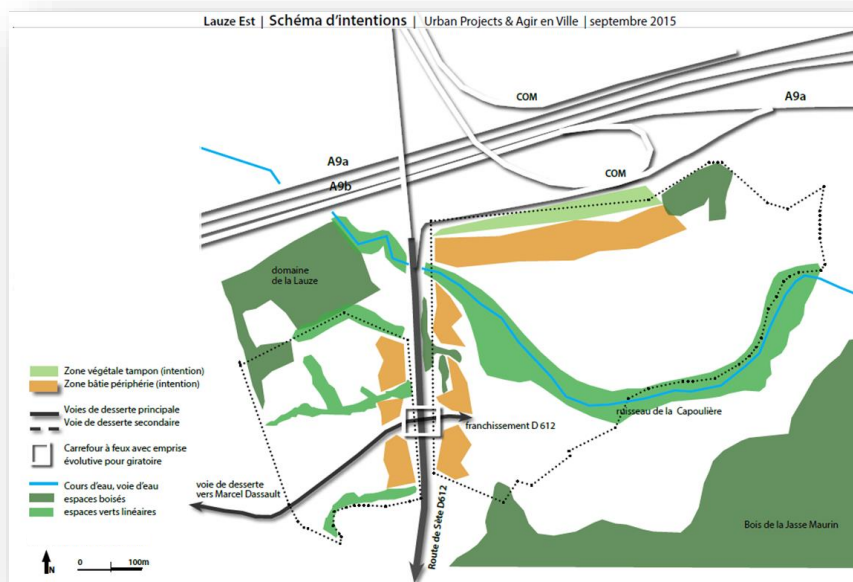 Lauze Est | Schéma d'intentions | Urban Projects & Agir en Ville | septembre 2015
COM
A9a
A9a
COM
A9b
domaine
de la Lauze
Zone végétale tampon (intention)
Zone bâtie périphérie (intention)
Voies de desserte principale
Voie de desserte secondaire
Carrefour à feux avec emprise
évolutive pour giratoire
Cours d'eau, voie d'eau
espaces boisés
espaces verts linéaires
ruisseau de la Capoulière
franchissement D 612
voie de desserte
vers Marcel Dassault
Route de Sète D612
Bois de la Jasse Maurin
N
0 100m